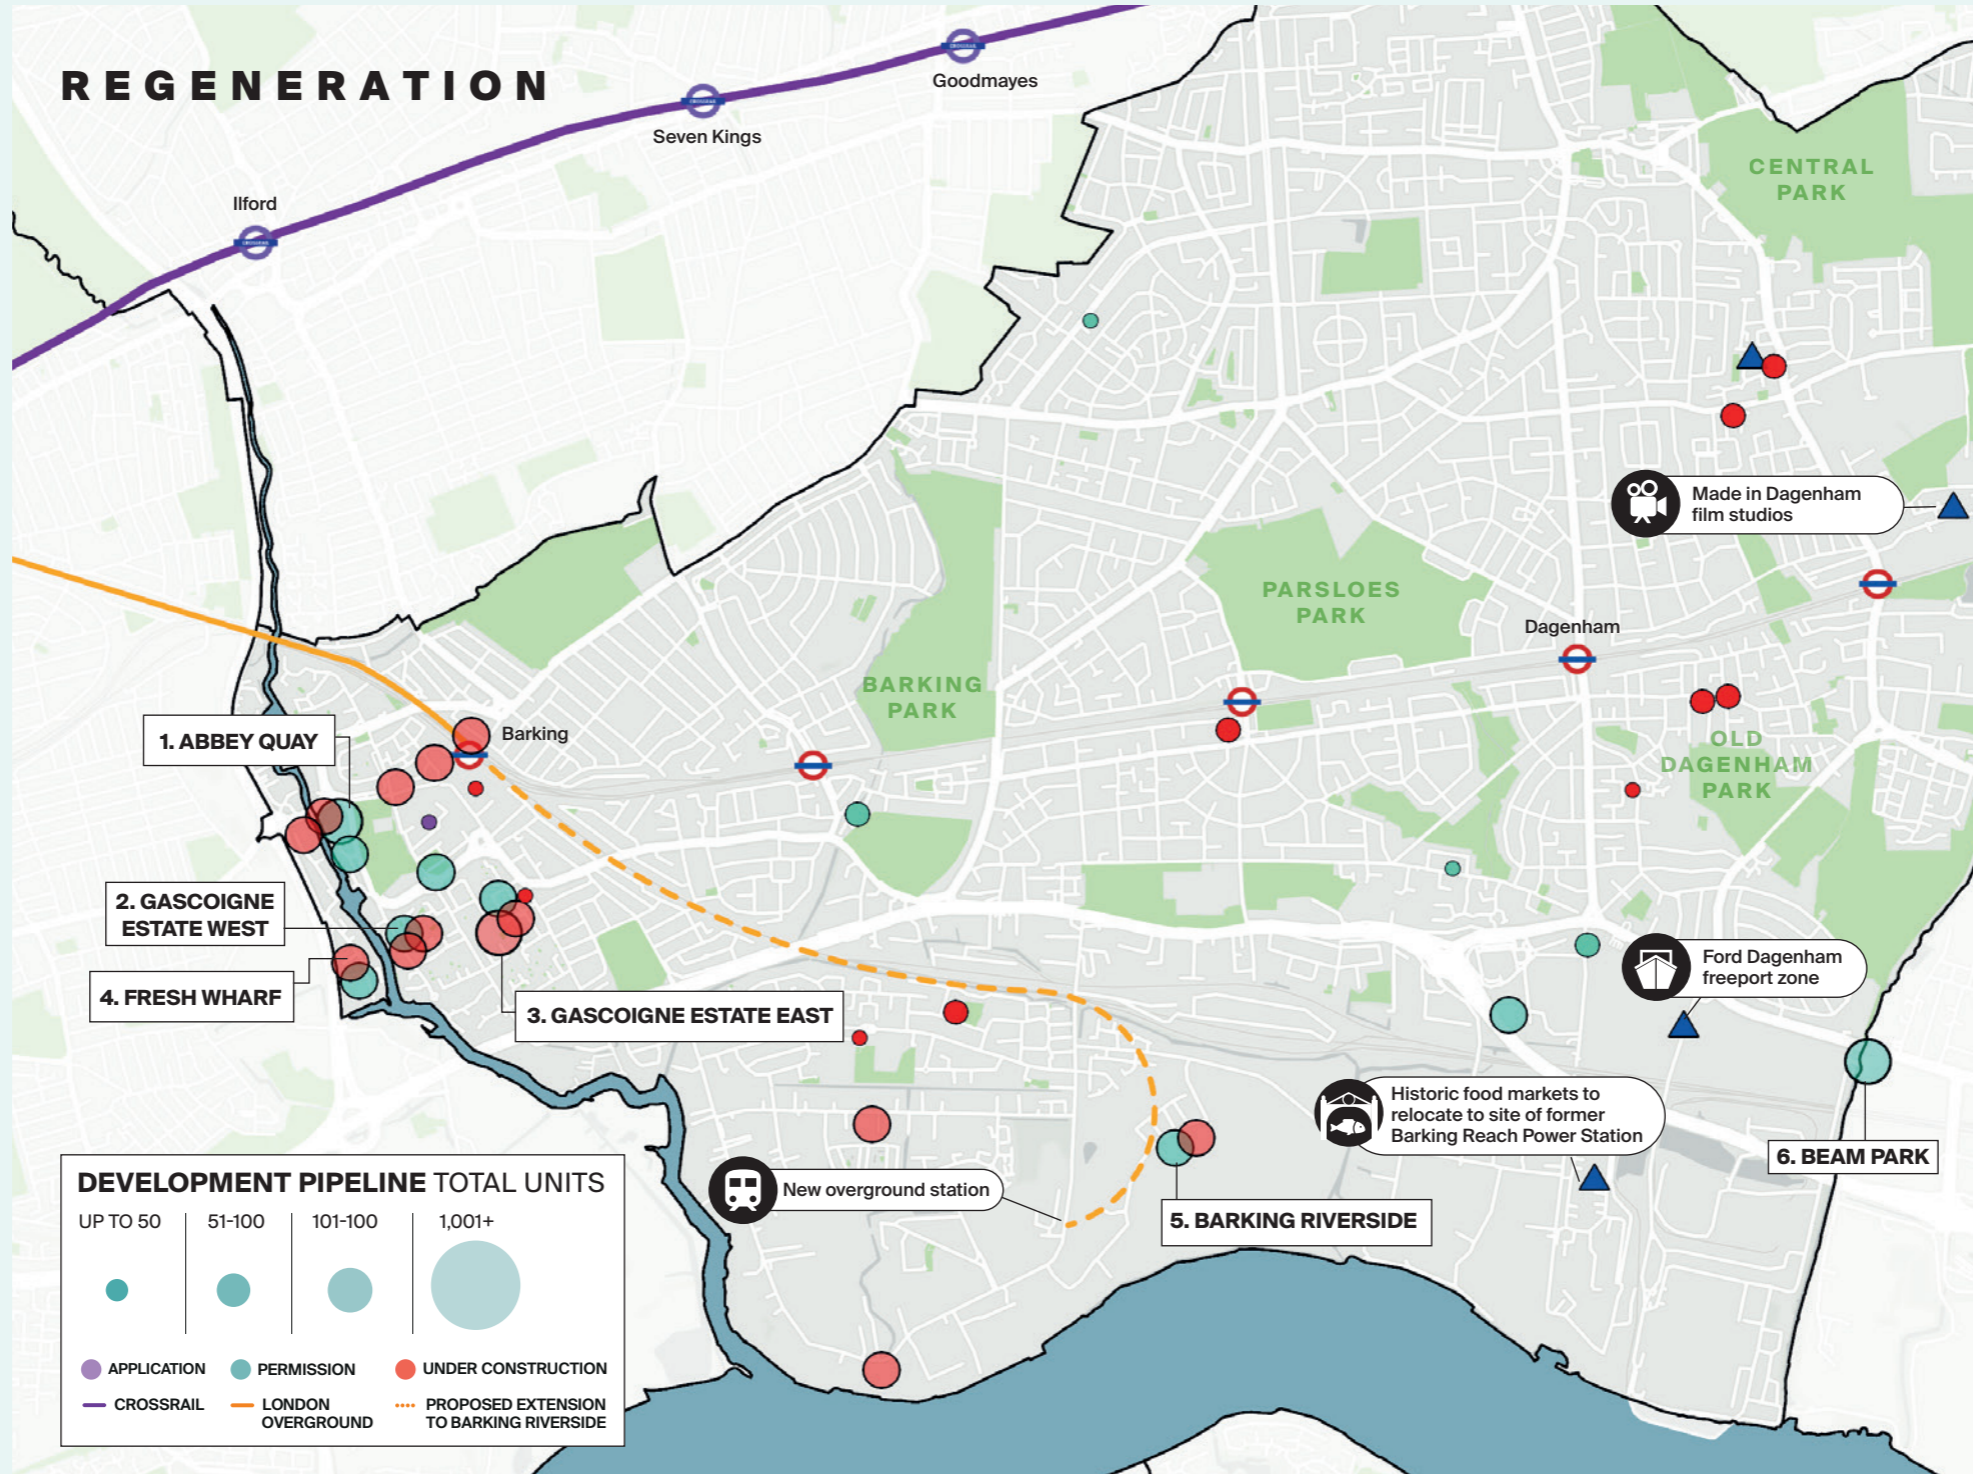 REGENERATION
Goodmayes
Seven Kings
Ilford
CENTRAL
PARK
Made in Dagenham
film studios
PARSLOES
PARK
Dagenham
BARKING
PARK
Barking
OLD
DAGENHAM
PARK
1. ABBEY QUAY
2. GASCOIGNE
ESTATE WEST
4. FRESH WHARF
3. GASCOIGNE ESTATE EAST
Ford Dagenham
freeport zone
Historic food markets to
relocate to site of former
Barking Reach Power Station
6. BEAM PARK
New overground station
5. BARKING RIVERSIDE
DEVELOPMENT PIPELINE TOTAL UNITS
UP TO 50
51-100
101-100
1,001+
APPLICATION
PERMISSION
UNDER CONSTRUCTION
CROSSRAIL
LONDON
OVERGROUND
PROPOSED EXTENSION
TO BARKING RIVERSIDE